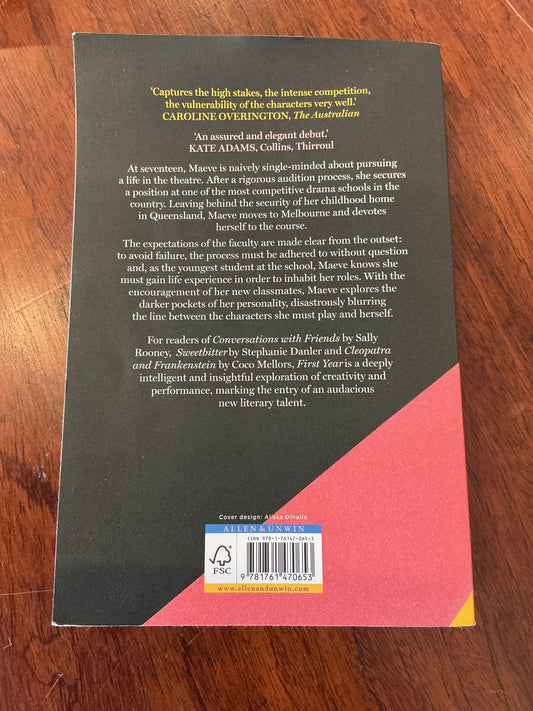 ‘Captures the high stakes, the intense competition,
the vulnerability of the characters very well.’
CAROLINE OVERINGTON, The Australian
‘An assured and elegant debut.’
KATE ADAMS, Collins, Thirroul
At seventeen, Maeve is naively single-minded about pursuing
a life in the theatre. After a rigorous audition process, she secures
a position at one of the most competitive drama schools in the
country. Leaving behind the security of her childhood home
in Queensland, Maeve moves to Melbourne and devotes
herself to the course.
The expectations of the faculty are made clear from the outset:
to avoid failure, the process must be adhered to without question
and, as the youngest student at the school, Maeve knows she
must gain life experience in order to inhabit her roles. With the
encouragement of her new classmates, Maeve explores the
darker pockets of her personality, disastrously blurring
the line between the characters she must play and herself.
For readers of Conversations with Friends by Sally
Rooney, Sweetbitter by Stephanie Danler and Cleopatra
and Frankenstein by Coco Mellors, First Year is a deeply
intelligent and insightful exploration of creativity and
performance, marking the entry of an audacious
new literary talent.
Cover design: Alissa Dinallo
ALLEN & UNWIN
ISBN 978-1-76147-065-3
FSC
9 781761 470653
www.allenandunwin.com